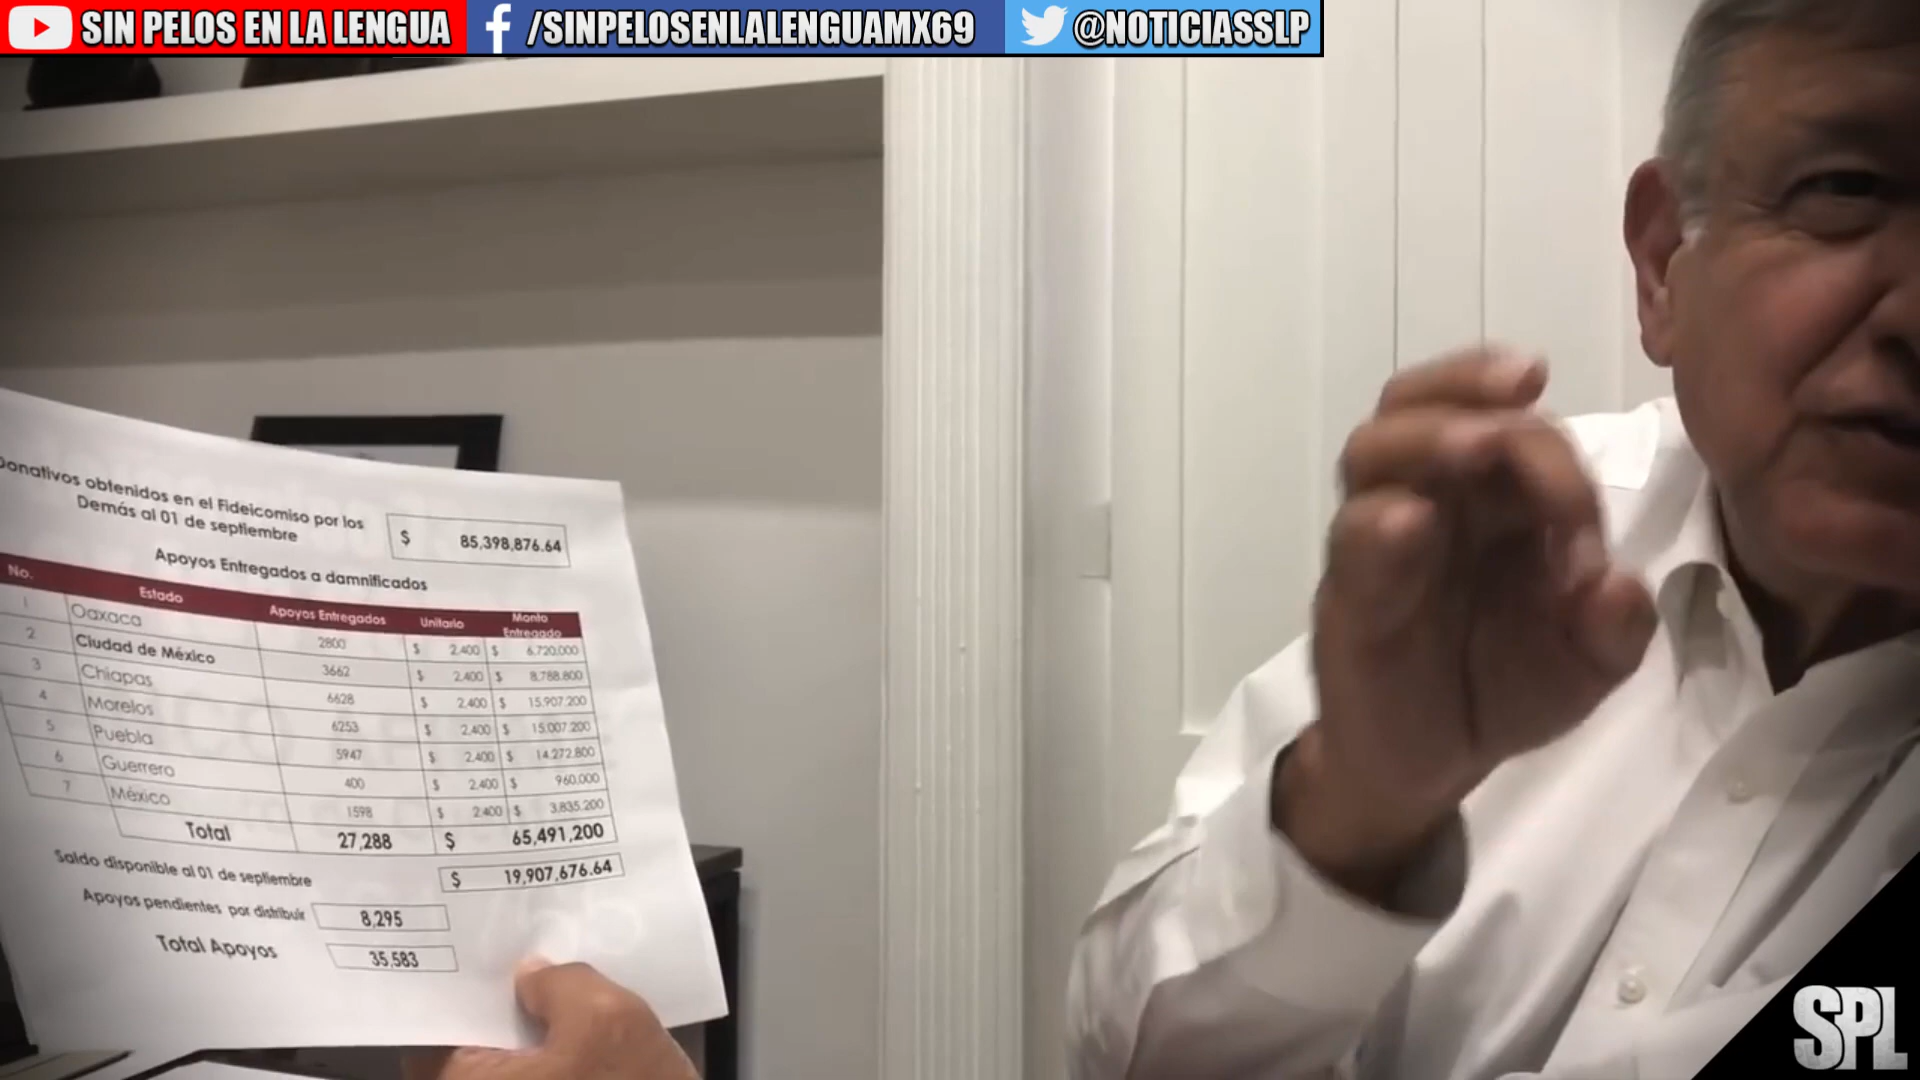 SIN PELOS EN LA LENGUA
/SINPELOSENLALENGUAMX69
@NOTICIASSLP
Donativos obtenidos en el Fideicomiso por los
Demás al 01 de septiembre
$ 85,398,876.64
Apoyos Entregados a damnificados
No. Estado Apoyos Entregados Unitario Monto Entregado
1 Oaxaca 2800 $ 2,400 $ 6,720,000
2 Ciudad de México 3662 $ 2,400 $ 8,788,800
3 Chiapas 6628 $ 2,400 $ 15,907,200
4 Morelos 6253 $ 2,400 $ 15,007,200
5 Puebla 5947 $ 2,400 $ 14,272,800
6 Guerrero 400 $ 2,400 $ 960,000
7 México 1598 $ 2,400 $ 3,835,200
Total 27,288 $ 65,491,200
Saldo disponible al 01 de septiembre $ 19,907,676.64
Apoyos pendientes por distribuir 8,295
Total Apoyos 35,583
SPL